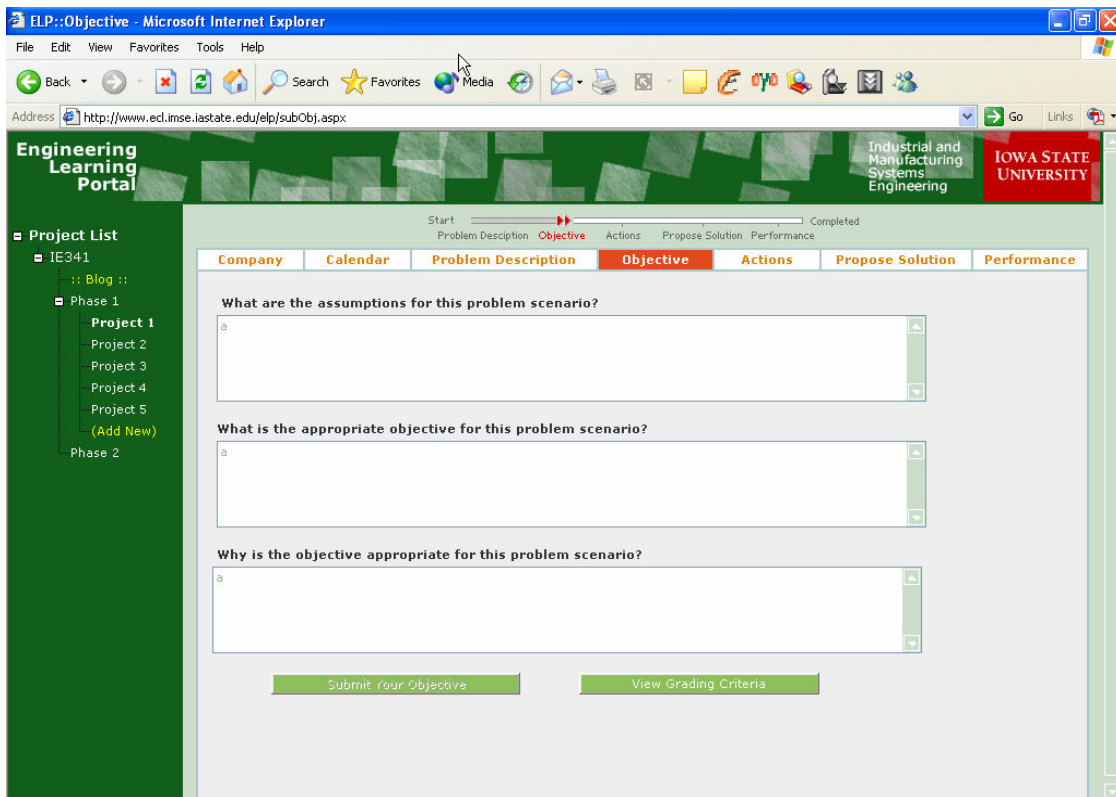 ELP::Objective - Microsoft Internet Explorer
File Edit View Favorites Tools Help
Back Search Favorites Media
Address http://www.ecl.imse.iastate.edu/elp/subObj.aspx Go Links
Engineering
Learning
Portal
Industrial and
Manufacturing
Systems
Engineering
IOWA STATE
UNIVERSITY
Start Completed
Problem Desciption Objective Actions Propose Solution Performance
Project List
IE341
:: Blog ::
Phase 1
Project 1
Project 2
Project 3
Project 4
Project 5
(Add New)
Phase 2
Company Calendar Problem Description Objective Actions Propose Solution Performance
What are the assumptions for this problem scenario?
a
What is the appropriate objective for this problem scenario?
a
Why is the objective appropriate for this problem scenario?
a
Submit Your Objective View Grading Criteria